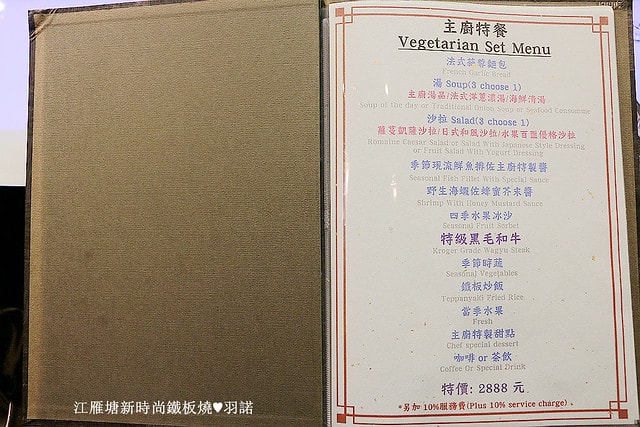 主廚特餐
Vegetarian Set Menu
法式蒜蓉麵包
French Garlic Bread
湯 Soup(3 choose 1)
主廚湯品/法式洋蔥濃湯/海鮮清湯
Soup of the day or Traditional Onion Soup or Seafood Consomme
沙拉 Salad(3 choose 1)
蘿蔓凱薩沙拉/日式和風沙拉/水果百匯優格沙拉
Romaine Caesar Salad or Salad With Japanese Style Dressing
or Fruit Salad With Yogurt Dressing
季節現流鮮魚排佐主廚特製醬
Seasonal Fish Fillet With Special Sauce
野生海蝦佐蜂蜜芥末醬
Shrimp With Honey Mustard Sauce
四季水果冰沙
Seasonal Fruit Sorbet
特級黑毛和牛
Kroger Grade Wagyu Steak
季節時蔬
Seasonal Vegetables
鐵板炒飯
Teppanyaki Fried Rice
當季水果
Fresh
主廚特製甜點
Chef special dessert
咖啡 or 茶飲
Coffee Or Special Drink
特價: 2888 元
*另加 10%服務費(Plus 10% service charge)
江雁塘新時尚鐵板燒♥羽諾